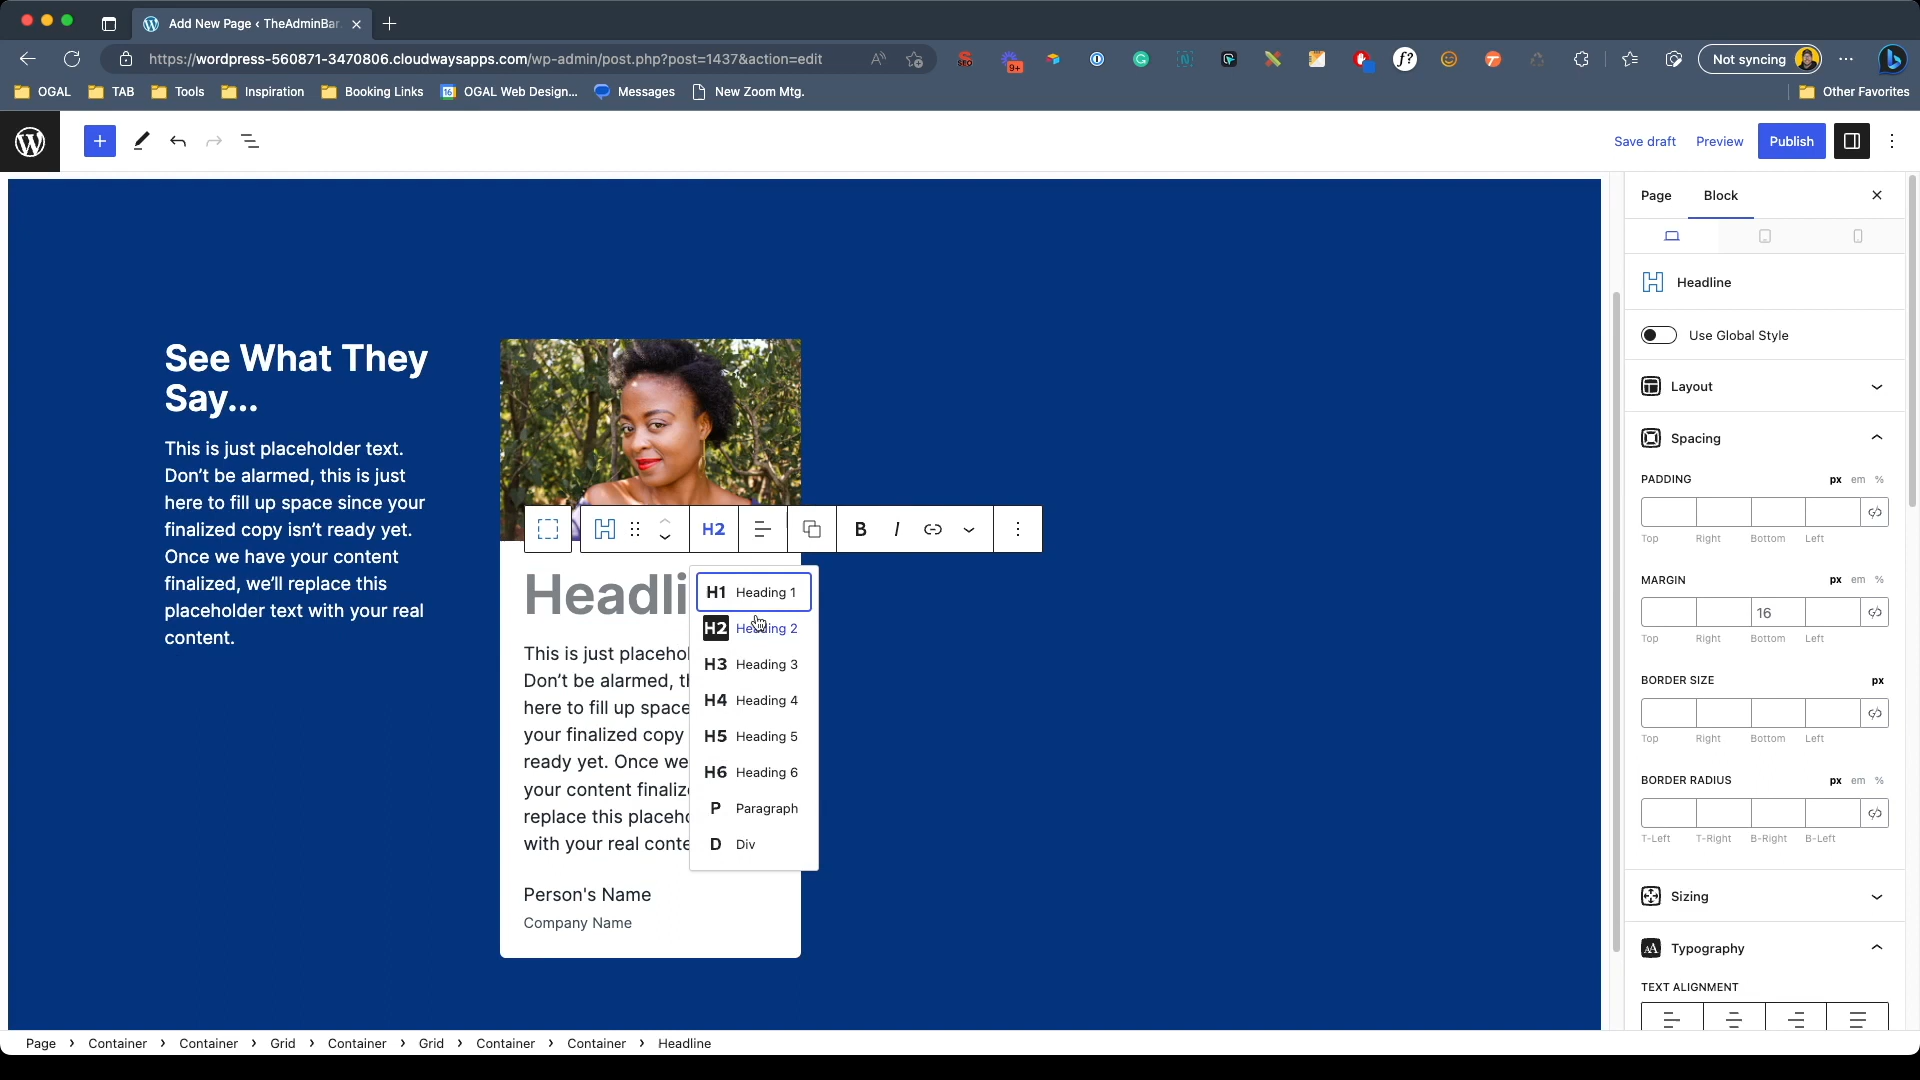 Add New Page ‹ TheAdminBar
https://wordpress-560871-3470806.cloudwaysapps.com/wp-admin/post.php?post=1437&action=edit
SEO
9+
f?
Not syncing
OGAL
TAB
Tools
Inspiration
Booking Links
16
OGAL Web Design...
Messages
New Zoom Mtg.
Other Favorites
Save draft
Preview
Publish
Page
Block
Headline
Use Global Style
Layout
Spacing
PADDING
px em %
Top Right Bottom Left
MARGIN
px em %
16
Top Right Bottom Left
BORDER SIZE
px
Top Right Bottom Left
BORDER RADIUS
px em %
T-Left T-Right B-Right B-Left
Sizing
Typography
TEXT ALIGNMENT
See What They
Say...
This is just placeholder text.
Don’t be alarmed, this is just
here to fill up space since your
finalized copy isn’t ready yet.
Once we have your content
finalized, we’ll replace this
placeholder text with your real
content.
H2
B I
Headli
H1 Heading 1
H2 Heading 2
H3 Heading 3
H4 Heading 4
H5 Heading 5
H6 Heading 6
P Paragraph
D Div
This is just placehol
Don’t be alarmed, th
here to fill up space
your finalized copy
ready yet. Once we
your content finaliz
replace this placeho
with your real conte
Person's Name
Company Name
Page › Container › Container › Grid › Container › Grid › Container › Container › Headline